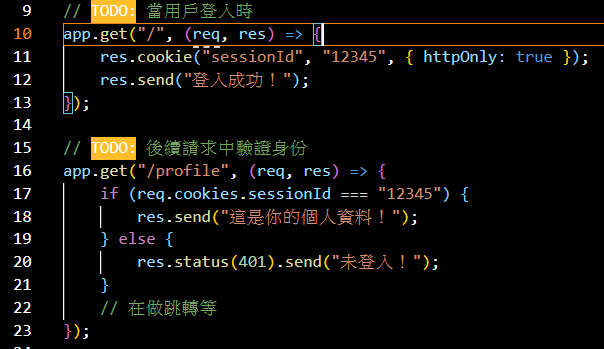 9 // TODO: 當用戶登入時
10 app.get("/", (req, res) => {
11 res.cookie("sessionId", "12345", { httpOnly: true });
12 res.send("登入成功！");
13 });
14
15 // TODO: 後續請求中驗證身份
16 app.get("/profile", (req, res) => {
17 if (req.cookies.sessionId === "12345") {
18 res.send("這是你的個人資料！");
19 } else {
20 res.status(401).send("未登入！");
21 }
22 // 在做跳轉等
23 });